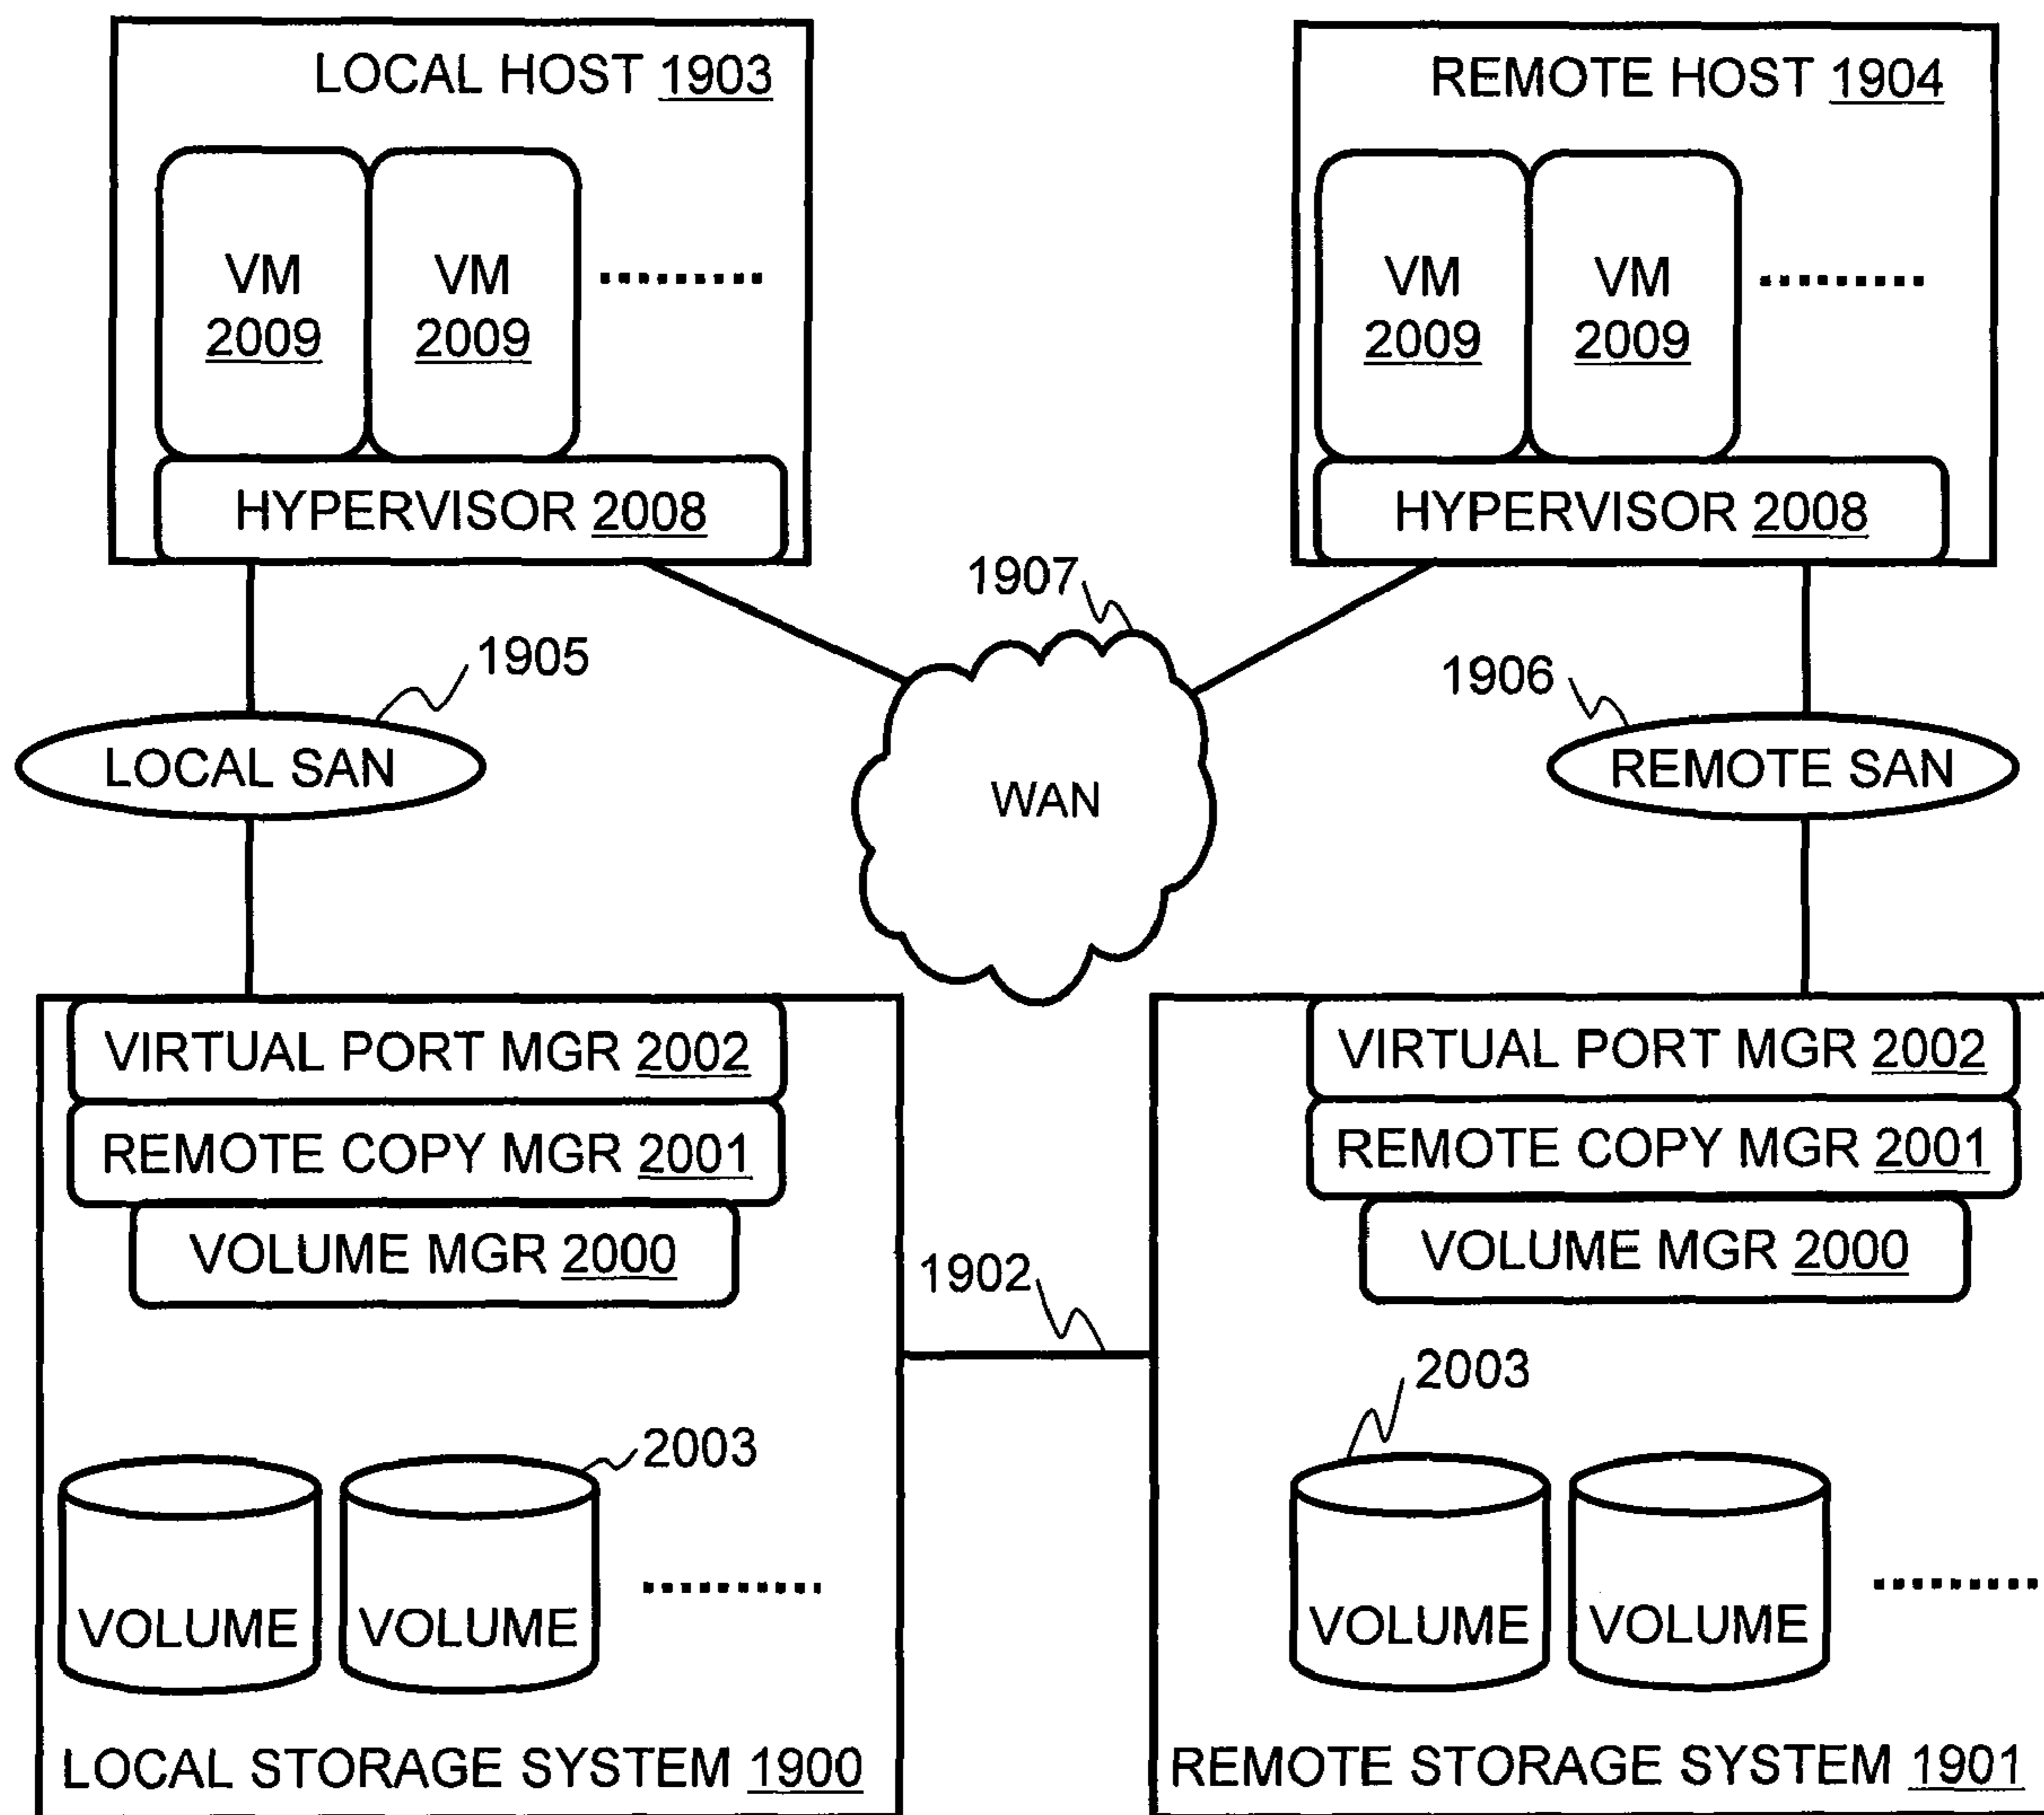 LOCAL HOST 1903
VM
2009
VM
2009
HYPERVISOR 2008
REMOTE HOST 1904
VM
2009
VM
2009
HYPERVISOR 2008
1907
1905
LOCAL SAN
WAN
1906
REMOTE SAN
VIRTUAL PORT MGR 2002
REMOTE COPY MGR 2001
VOLUME MGR 2000
2003
VOLUME
VOLUME
LOCAL STORAGE SYSTEM 1900
1902
VIRTUAL PORT MGR 2002
REMOTE COPY MGR 2001
VOLUME MGR 2000
2003
VOLUME
VOLUME
REMOTE STORAGE SYSTEM 1901